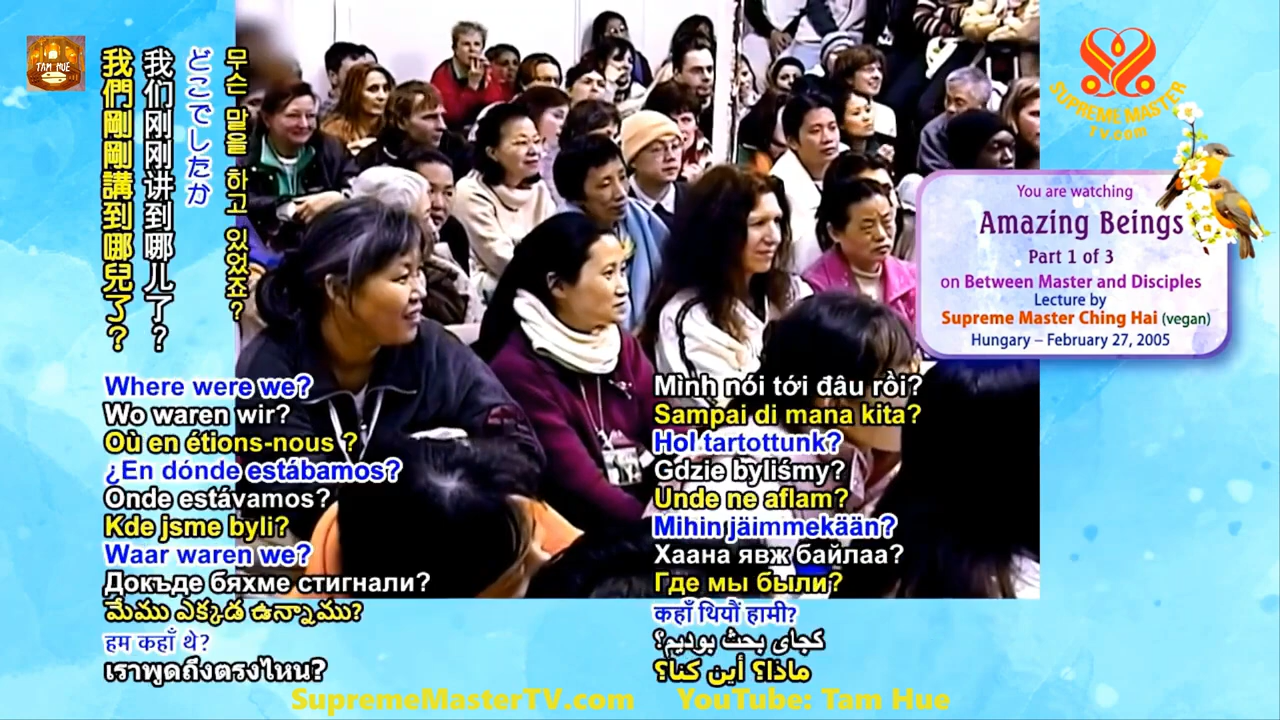 TAM HUE
我們剛剛講到哪兒了？
我们刚刚讲到哪儿了？
どこでしたか
무슨 말을 하고 있었죠?
SUPREME MASTER
TV.com
You are watching
Amazing Beings
Part 1 of 3
on Between Master and Disciples
Lecture by
Supreme Master Ching Hai (vegan)
Hungary – February 27, 2005
Where were we?
Wo waren wir?
Où en étions-nous ?
¿En dónde estábamos?
Onde estávamos?
Kde jsme byli?
Waar waren we?
Докъде бяхме стигнали?
మేము ఎక్కడ ఉన్నాము?
हम कहाँ थे?
เราพูดถึงตรงไหน?
Mình nói tới đâu rồi?
Sampai di mana kita?
Hol tartottunk?
Gdzie byliśmy?
Unde ne aflam?
Mihin jäimmekään?
Хаана явж байлаа?
Где мы были?
कहाँ थियौं हामी?
کجای بحث بودیم؟
ماذا؟ أين كنا؟
SupremeMasterTV.com
YouTube: Tam Hue